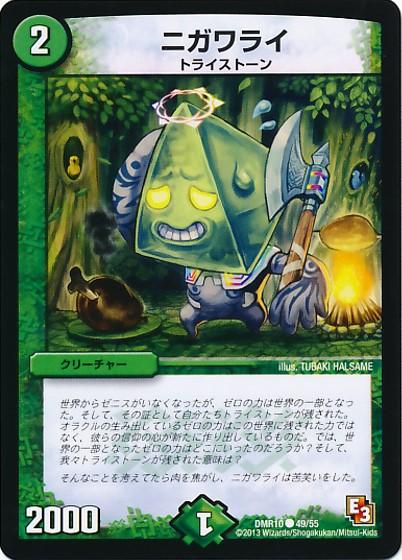 2
ニガワライ
トライストーン
illus. TUBAKI HALSAME
クリーチャー
世界からゼニスがいなくなったが、ゼロの力は世界の一部となっ
た。そして、その証として自分たちトライストーンが残された。
オラクルの生み出しているゼロの力はこの世界に残された力では
なく、彼らの信仰の心が新たに作り出しているものだ。では、世
界の一部となったゼロの力はどこにいったのだろうか?そして、
我々トライストーンが残された意味は?
そんなことを考えてたら肉を焦がし、ニガワライは苦笑いをした。
2000
1
DMR10 49/55
©2013 Wizards/Shogakukan/Mitsui-Kids
E3